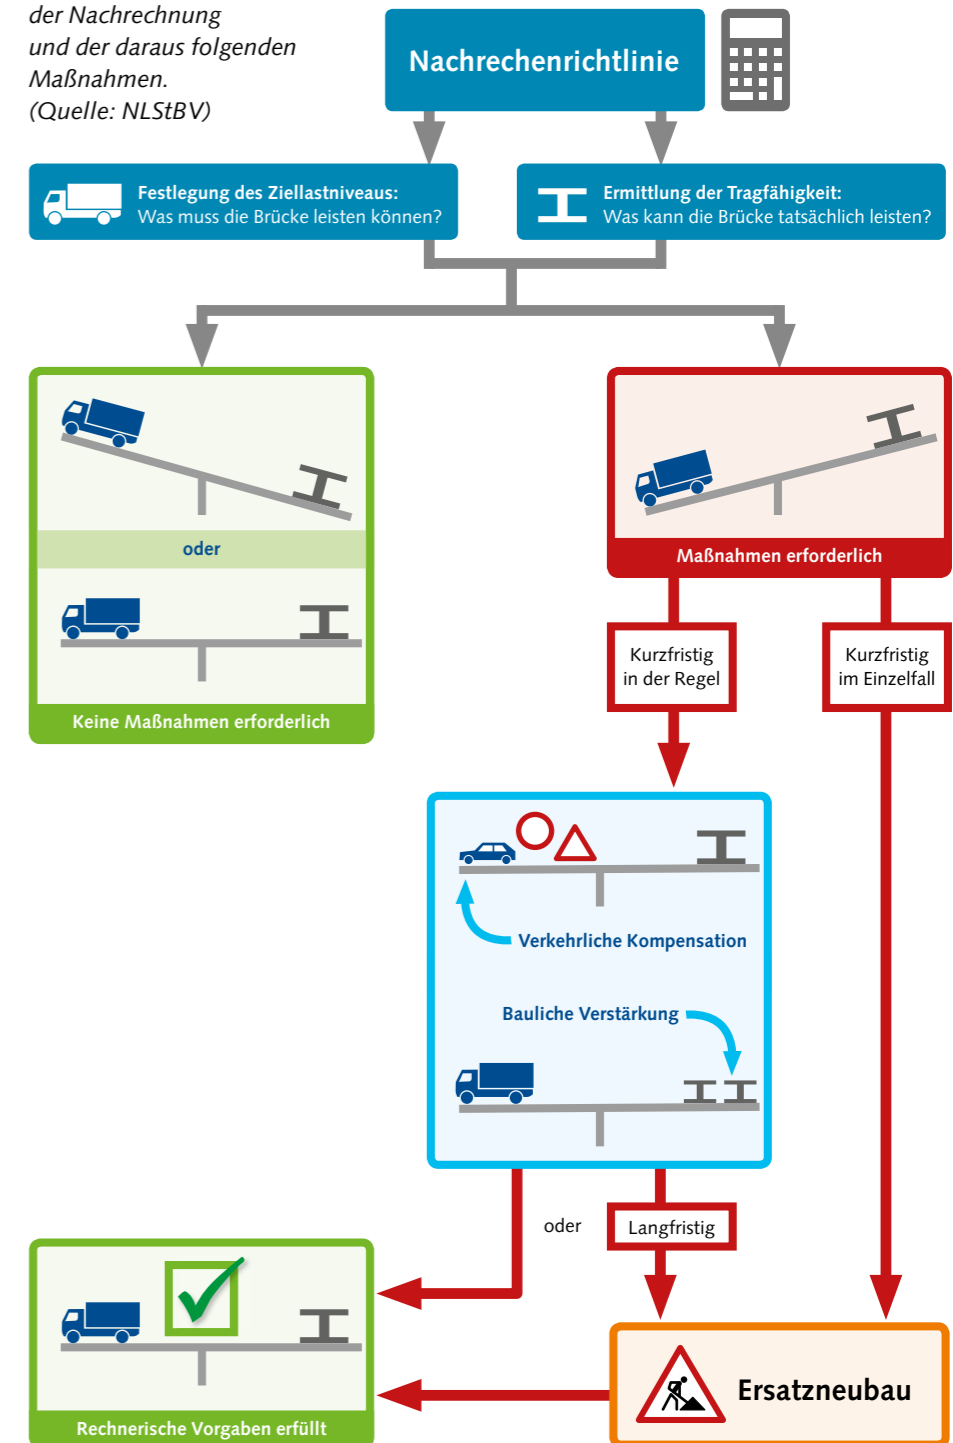 der Nachrechnung
und der daraus folgenden
Maßnahmen.
(Quelle: NLStBV)
Nachrechenrichtlinie
Festlegung des Ziellastniveaus:
Was muss die Brücke leisten können?
Ermittlung der Tragfähigkeit:
Was kann die Brücke tatsächlich leisten?
oder
Keine Maßnahmen erforderlich
Maßnahmen erforderlich
Kurzfristig
in der Regel
Kurzfristig
im Einzelfall
Verkehrliche Kompensation
Bauliche Verstärkung
oder
Langfristig
Rechnerische Vorgaben erfüllt
Ersatzneubau